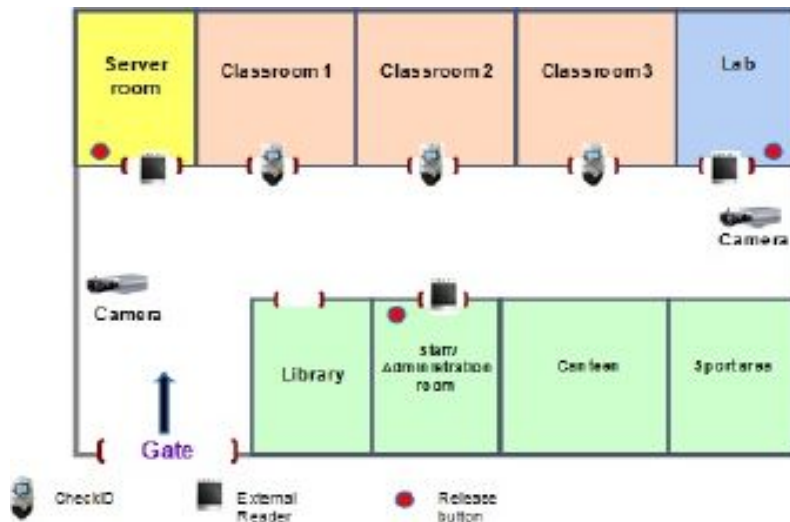 Server
room
Classroom 1
Classroom 2
Classroom 3
Lab
Camera
Camera
Library
Staff/
Administration
room
Canteen
Sport area
Gate
CheckID
External
Reader
Release
button